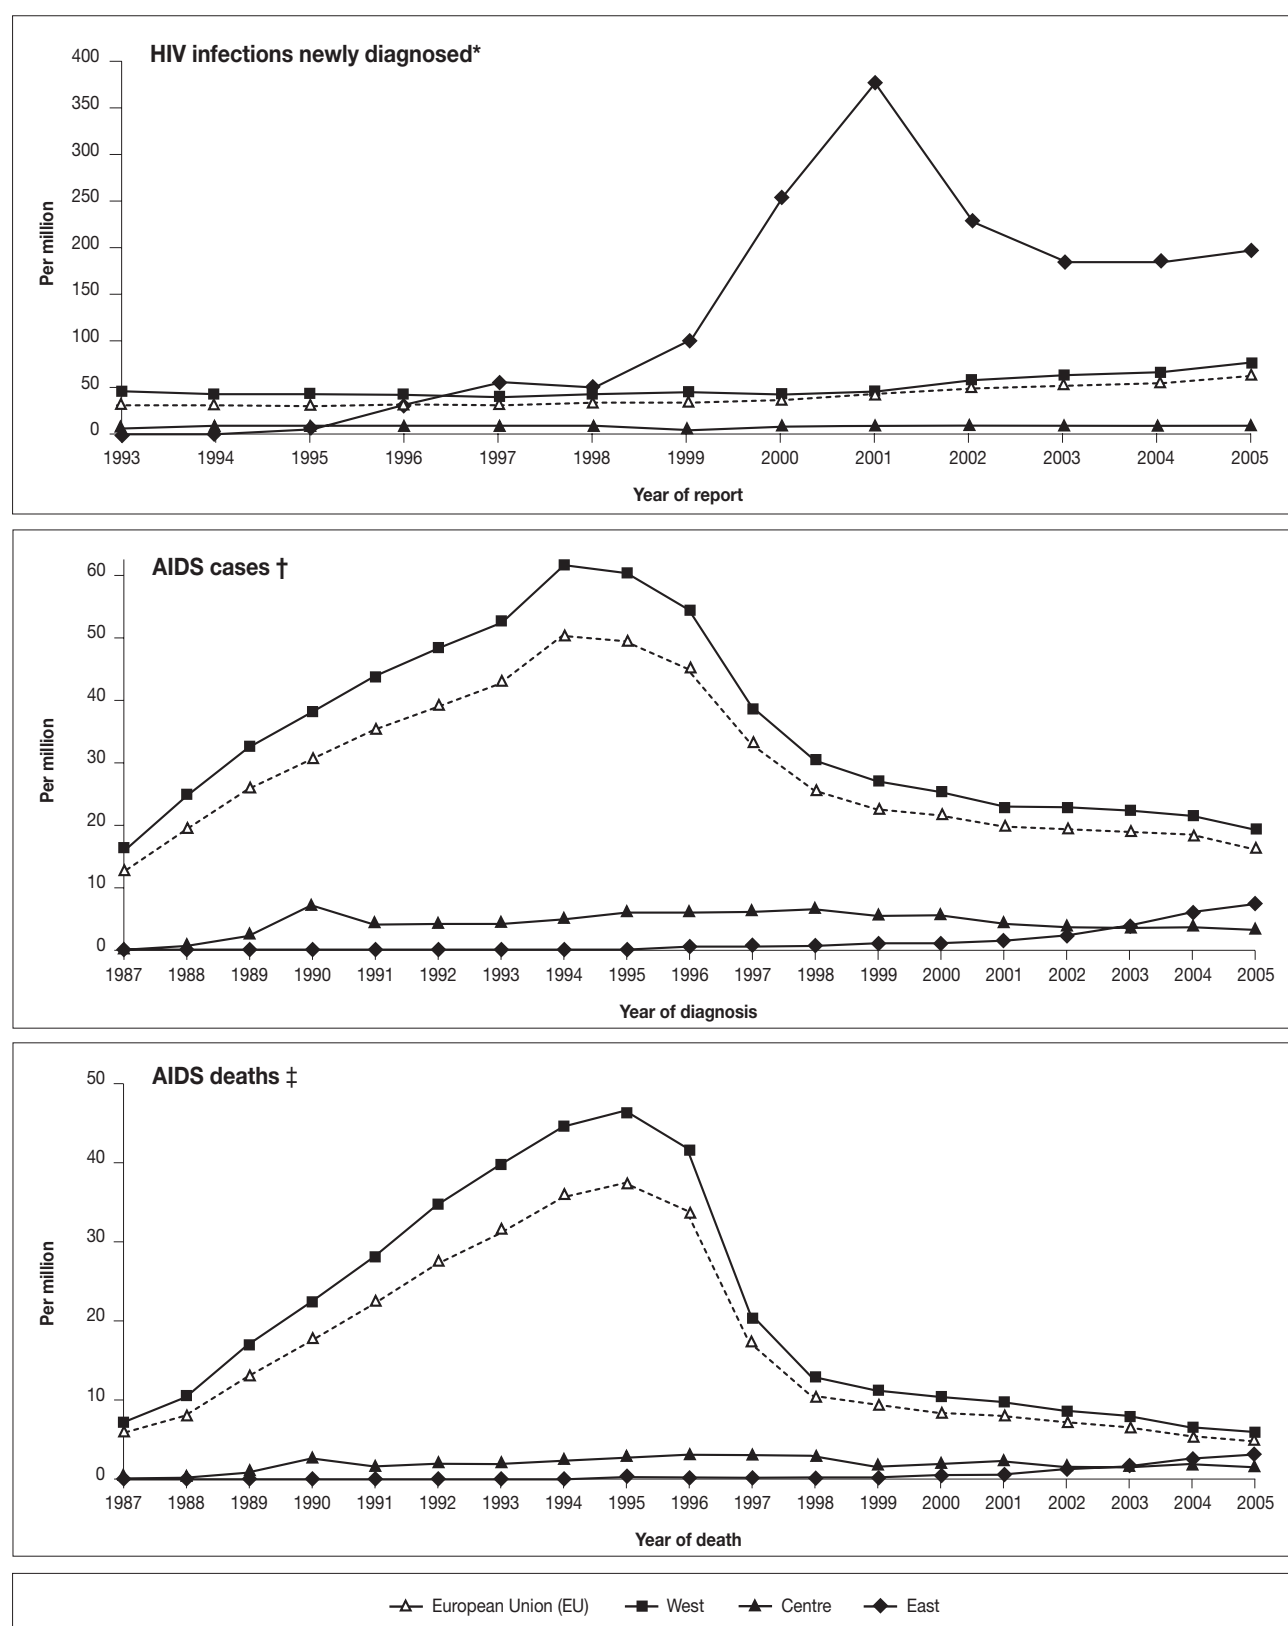 HIV infections newly diagnosed*
400
350
300
250
200
150
100
50
0
Per million
1993 1994 1995 1996 1997 1998 1999 2000 2001 2002 2003 2004 2005
Year of report
AIDS cases †
60
50
40
30
20
10
0
Per million
1987 1988 1989 1990 1991 1992 1993 1994 1995 1996 1997 1998 1999 2000 2001 2002 2003 2004 2005
Year of diagnosis
AIDS deaths ‡
50
40
30
20
10
0
Per million
1987 1988 1989 1990 1991 1992 1993 1994 1995 1996 1997 1998 1999 2000 2001 2002 2003 2004 2005
Year of death
European Union (EU) West Centre East